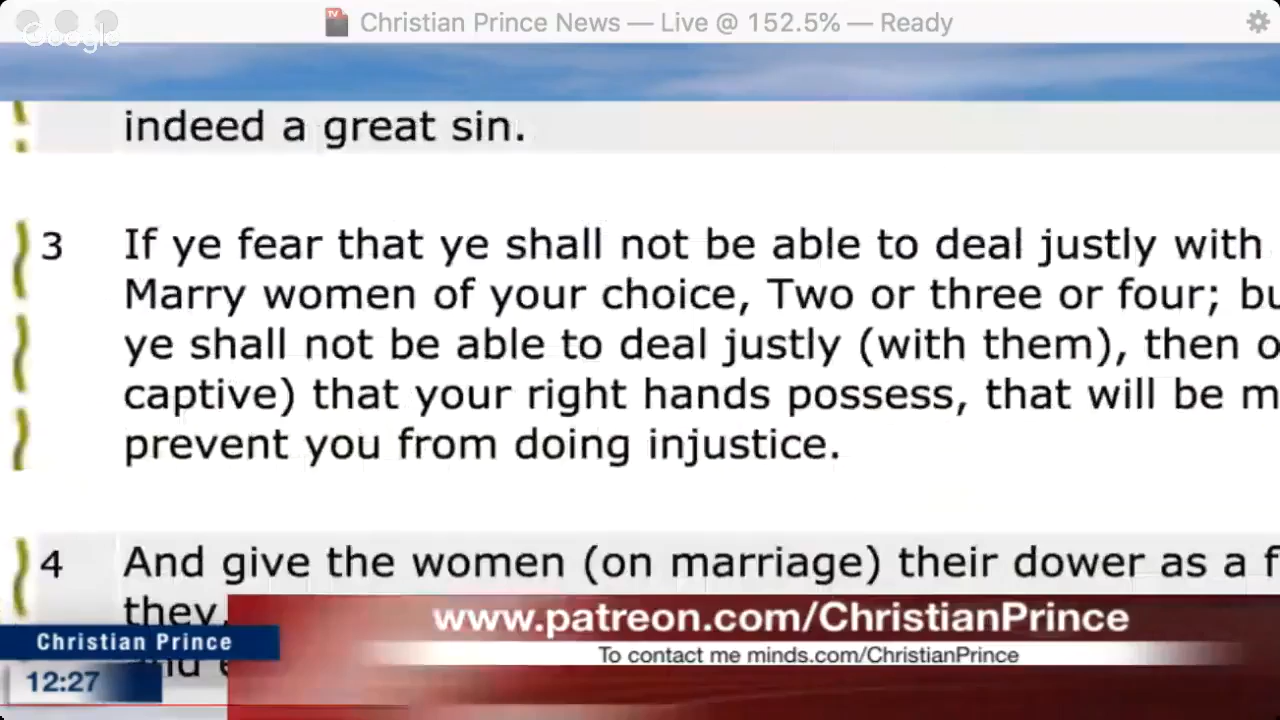 Christian Prince News — Live @ 152.5% — Ready
Google
indeed a great sin.
3 If ye fear that ye shall not be able to deal justly with
Marry women of your choice, Two or three or four;
ye shall not be able to deal justly (with them), then
captive) that your right hands possess, that will be
prevent you from doing injustice.
4 And give the women (on marriage) their dower as a
they,
www.patreon.com/ChristianPrince
Christian Prince
To contact me minds.com/ChristianPrince
12:27